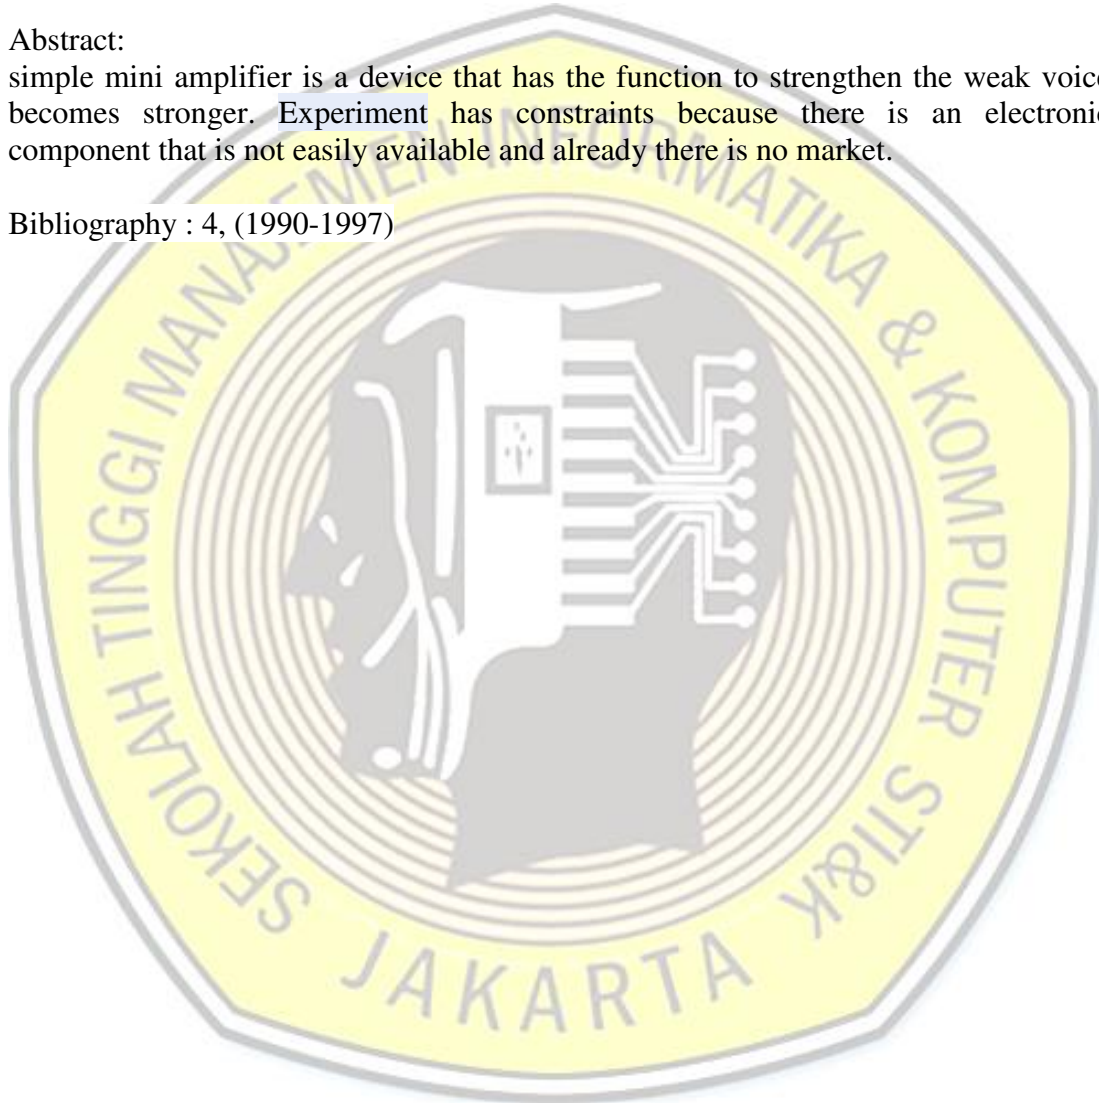 Abstract:
simple mini amplifier is a device that has the function to strengthen the weak voice
becomes stronger. Experiment has constraints because there is an electronic
component that is not easily available and already there is no market.
Bibliography : 4, (1990-1997)
SEKOLAH TINGGI MANAJEMEN INFORMATIKA & KOMPUTER STI&K
JAKARTA